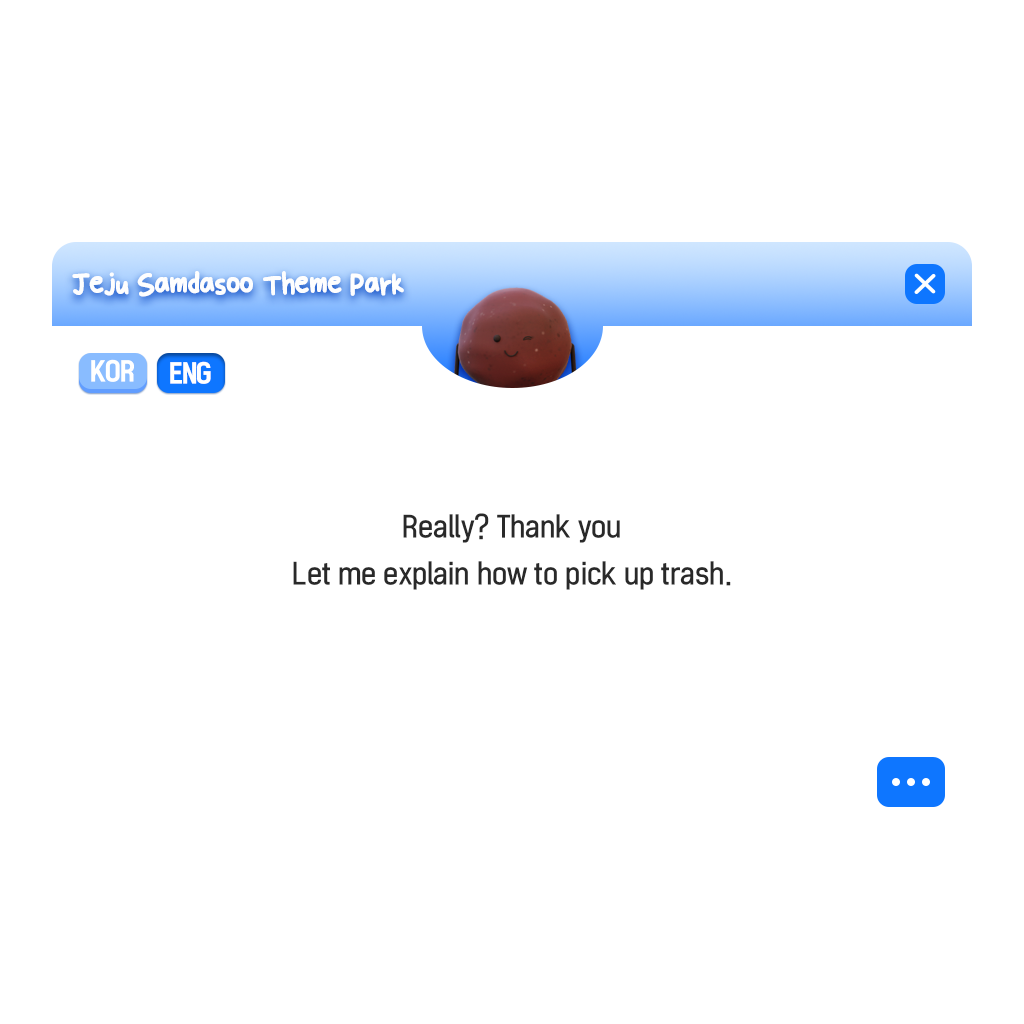 Jeju Samdasoo Theme Park
KOR ENG
Really? Thank you
Let me explain how to pick up trash.